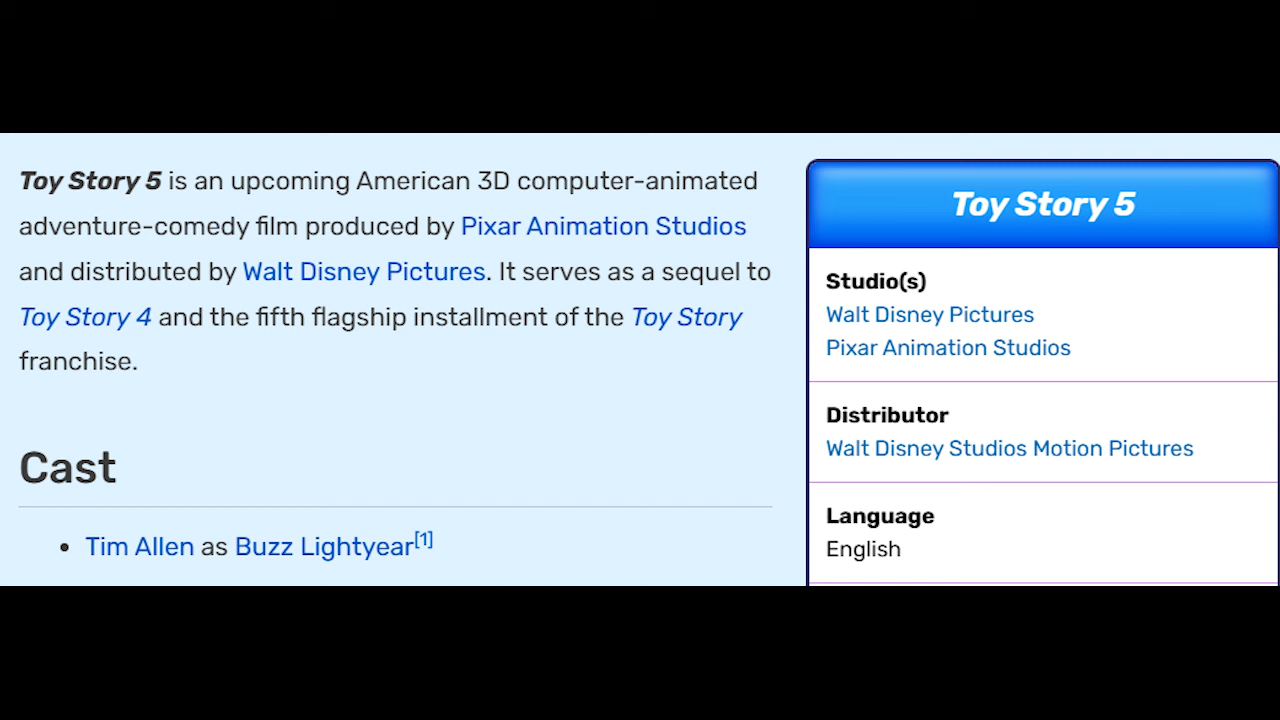 Toy Story 5 is an upcoming American 3D computer-animated
adventure-comedy film produced by Pixar Animation Studios
and distributed by Walt Disney Pictures. It serves as a sequel to
Toy Story 4 and the fifth flagship installment of the Toy Story
franchise.
Cast
• Tim Allen as Buzz Lightyear[1]
Toy Story 5
Studio(s)
Walt Disney Pictures
Pixar Animation Studios
Distributor
Walt Disney Studios Motion Pictures
Language
English